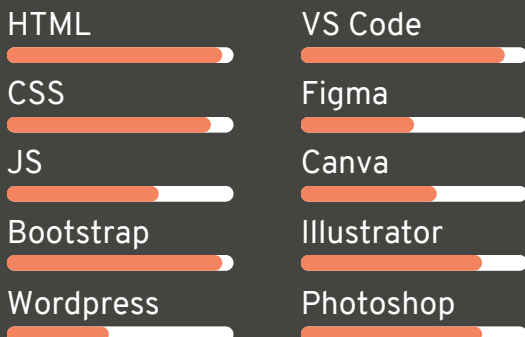 HTML
CSS
JS
Bootstrap
Wordpress
VS Code
Figma
Canva
Illustrator
Photoshop